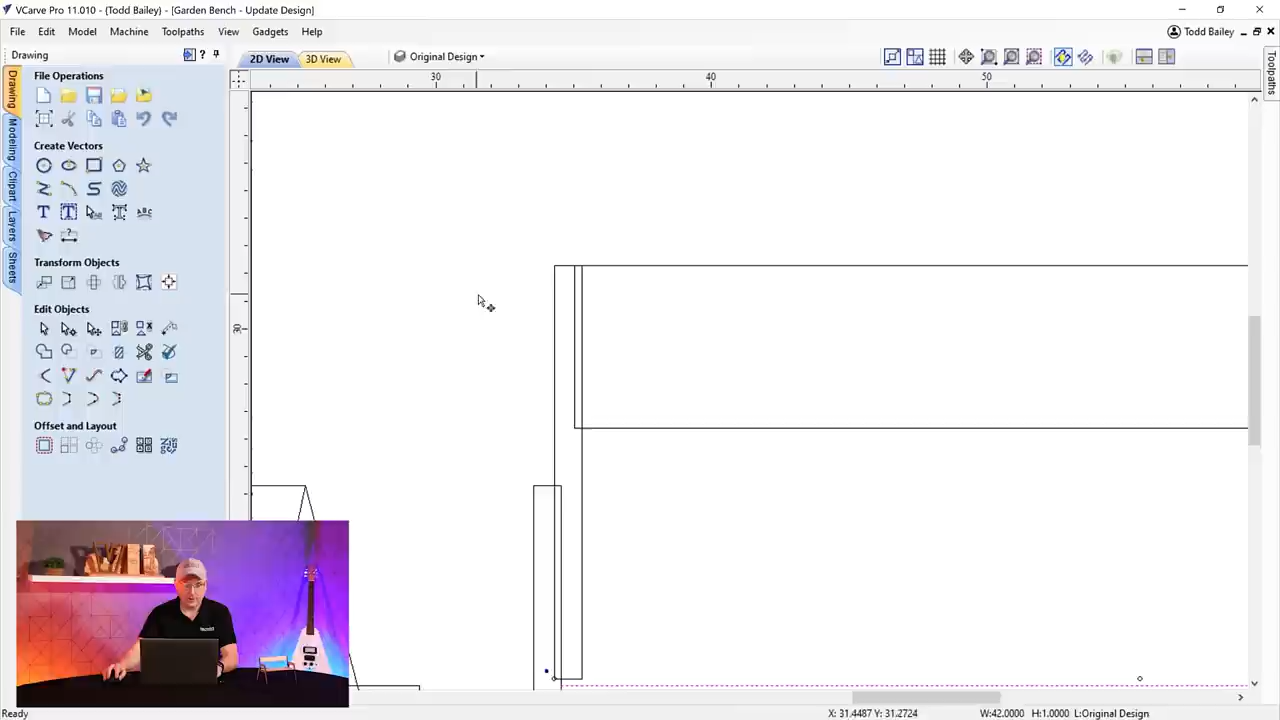 VCarve Pro 11.010 - {Todd Bailey} - [Garden Bench - Update Design]
File Edit Model Machine Toolpaths View Gadgets Help
Todd Bailey
Drawing
2D View 3D View
Original Design
30 40 50
Drawing
Modeling
Clipart
Layers
Sheets
Toolpaths
File Operations
Create Vectors
Transform Objects
Edit Objects
Offset and Layout
30
Ready
X: 31.4487 Y: 31.2724
W:42.0000 H:1.0000 L:Original Design